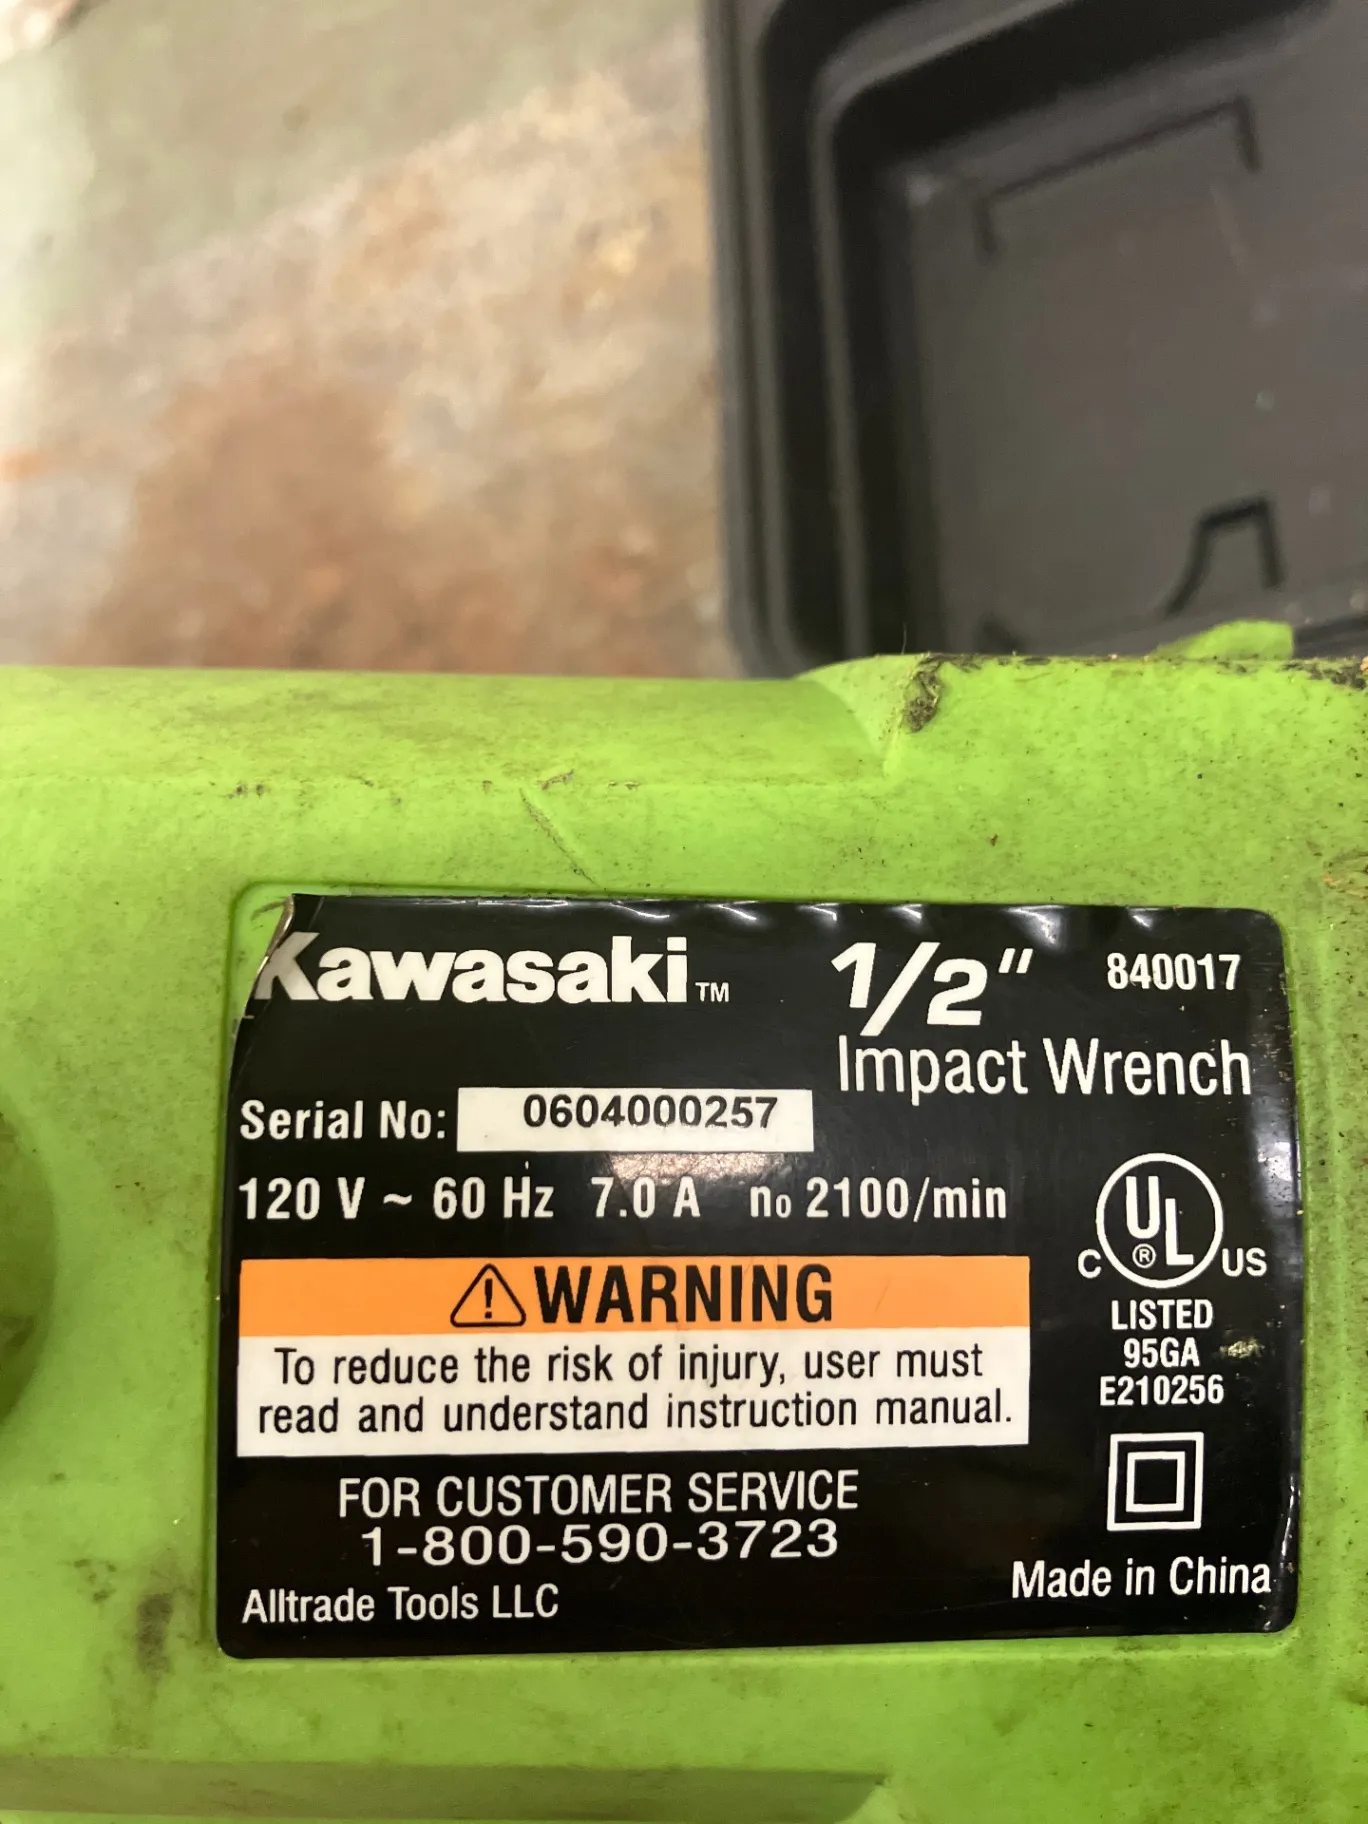 Kawasaki™ 1/2" 840017
Impact Wrench
Serial No: 0604000257
120 V ~ 60 Hz 7.0 A no 2100/min
WARNING
To reduce the risk of injury, user must
read and understand instruction manual.
FOR CUSTOMER SERVICE
1-800-590-3723
Alltrade Tools LLC
C UL® US
LISTED
95GA
E210256
Made in China